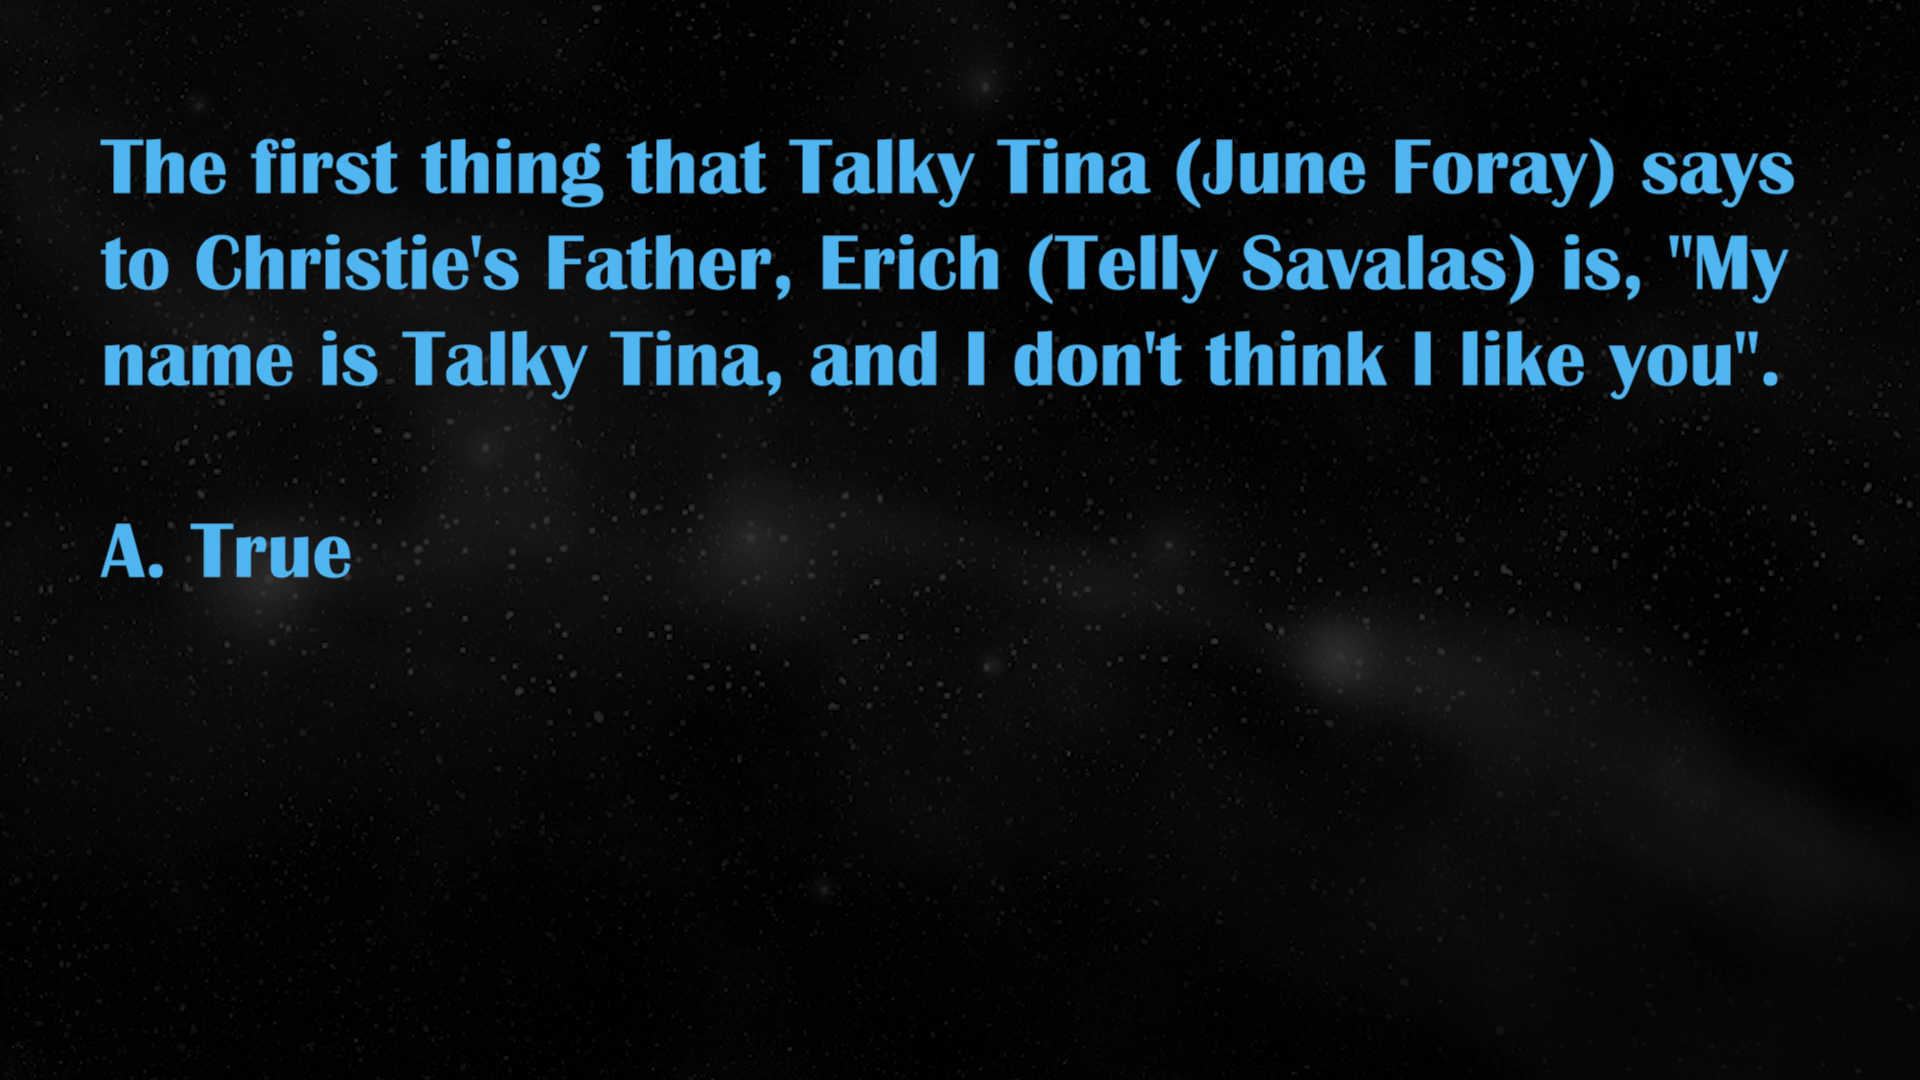 The first thing that Talky Tina (June Foray) says
to Christie's Father, Erich (Telly Savalas) is, "My
name is Talky Tina, and I don't think I like you".
A. True